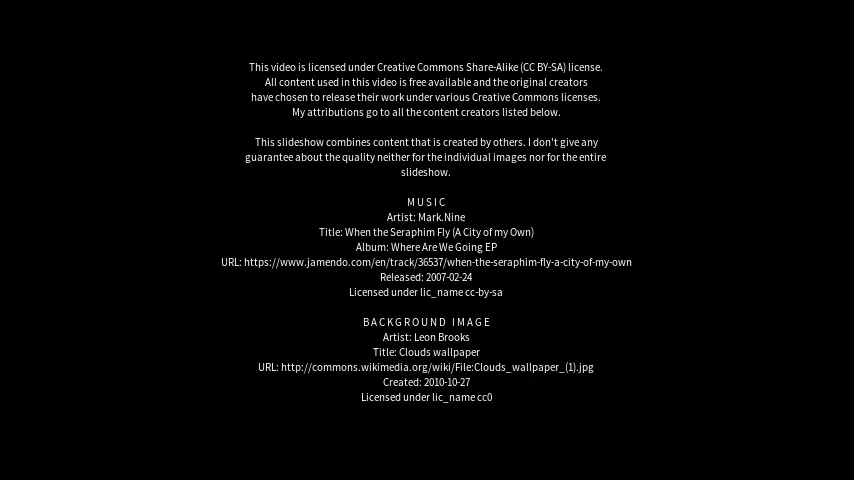 This video is licensed under Creative Commons Share-Alike (CC BY-SA) license.
All content used in this video is free available and the original creators
have chosen to release their work under various Creative Commons licenses.
My attributions go to all the content creators listed below.
This slideshow combines content that is created by others. I don't give any
guarantee about the quality neither for the individual images nor for the entire
slideshow.
MUSIC
Artist: Mark.Nine
Title: When the Seraphim Fly (A City of my Own)
Album: Where Are We Going EP
URL: https://www.jamendo.com/en/track/36537/when-the-seraphim-fly-a-city-of-my-own
Released: 2007-02-24
Licensed under lic_name cc-by-sa
BACKGROUND IMAGE
Artist: Leon Brooks
Title: Clouds wallpaper
URL: http://commons.wikimedia.org/wiki/File:Clouds_wallpaper_(1).jpg
Created: 2010-10-27
Licensed under lic_name cc0